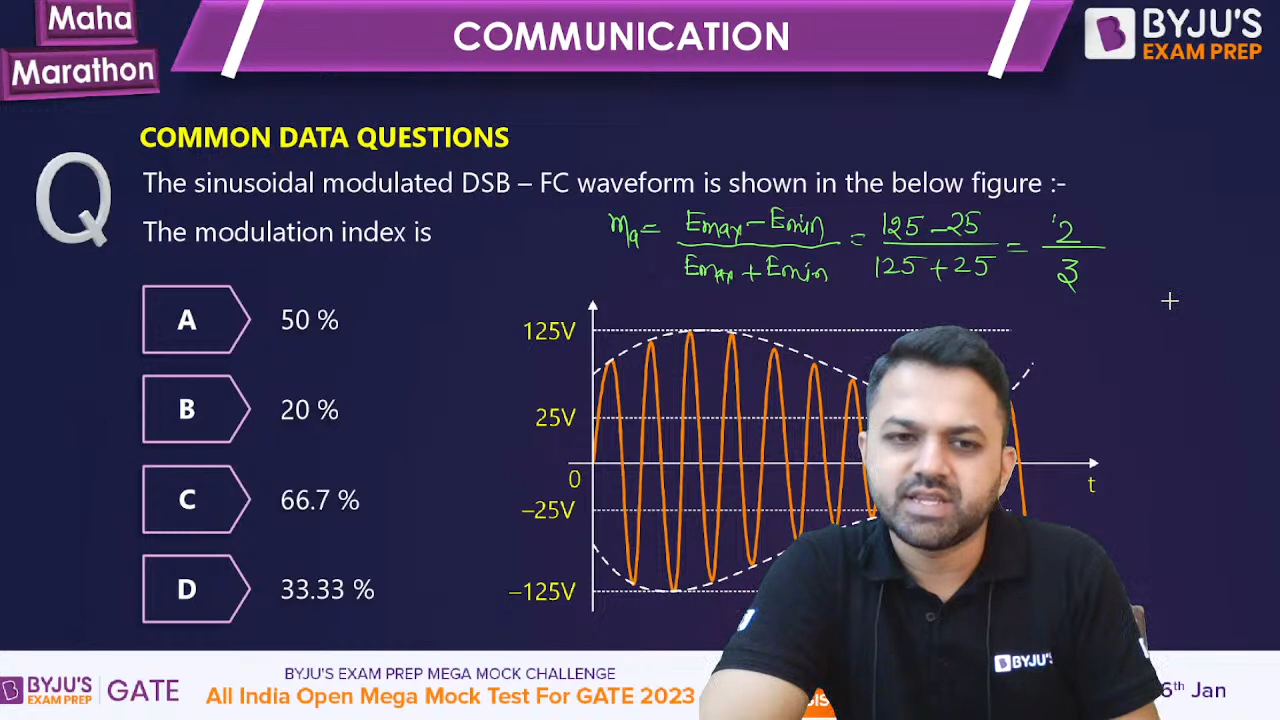 Maha
Marathon
COMMUNICATION
BYJU'S
EXAM PREP
Q
COMMON DATA QUESTIONS
The sinusoidal modulated DSB – FC waveform is shown in the below figure :-
The modulation index is
ma = Emax – Emin / Emax + Emin = 125 – 25 / 125 + 25 = 2 / 3
A 50 %
B 20 %
C 66.7 %
D 33.33 %
125V
25V
0
–25V
–125V
t
BYJU'S
BYJU'S
EXAM PREP
GATE
BYJU'S EXAM PREP MEGA MOCK CHALLENGE
All India Open Mega Mock Test For GATE 2023
6th Jan